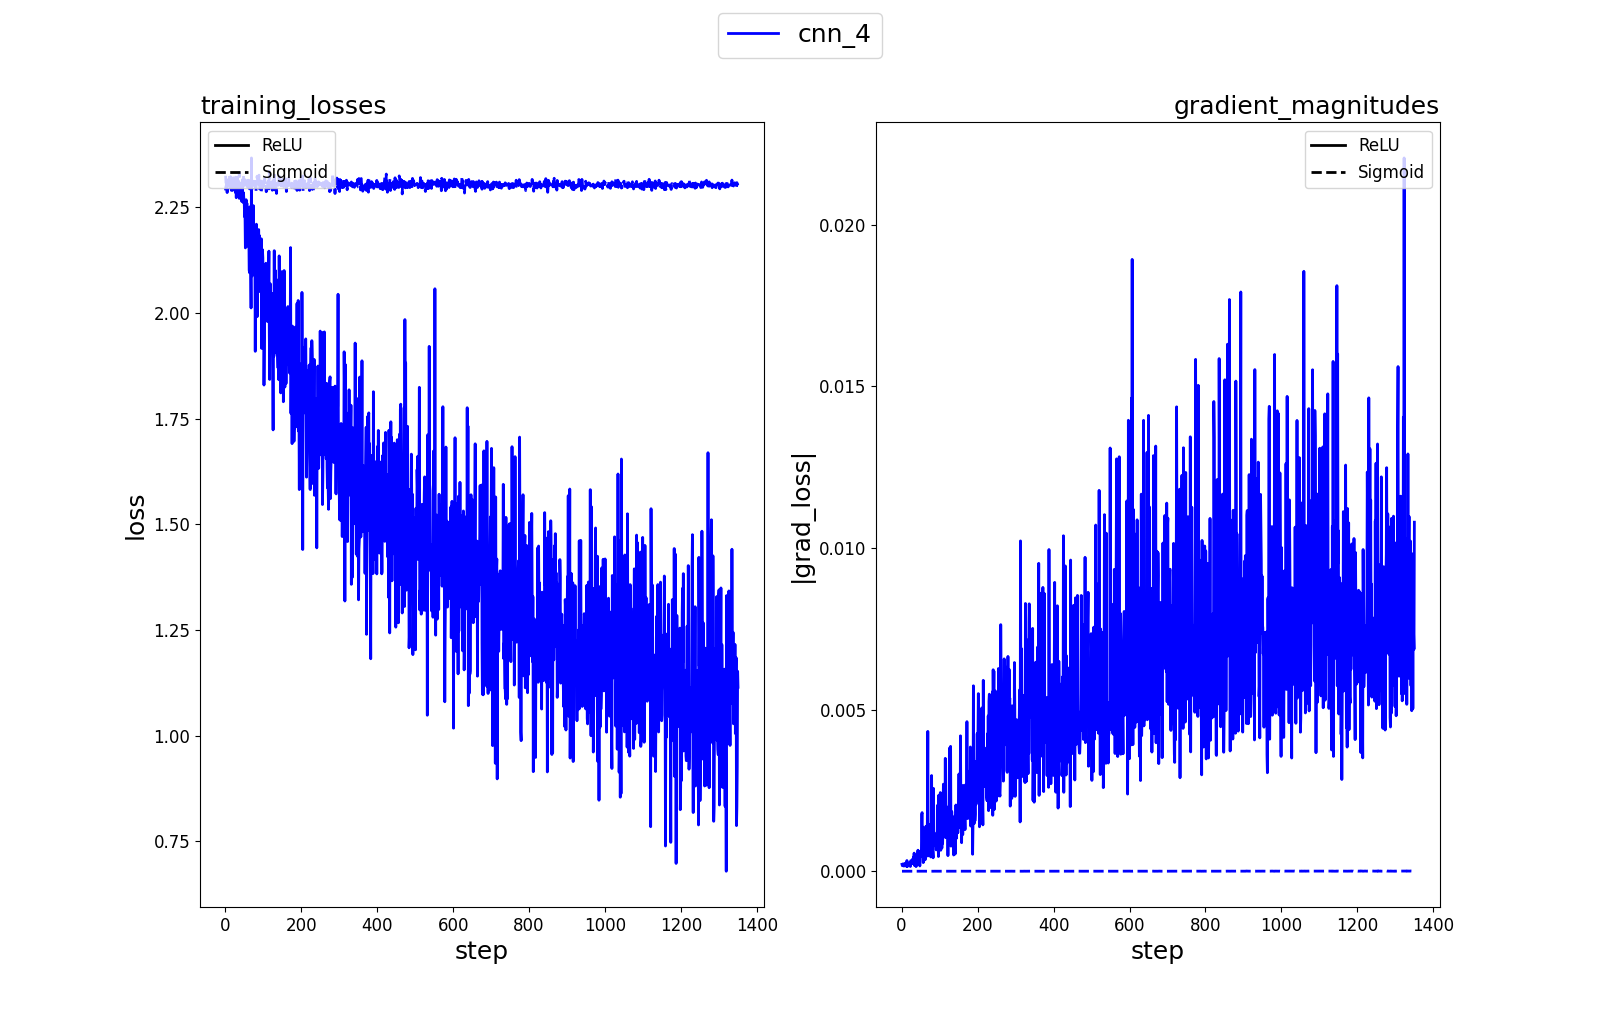 cnn_4
training_losses
ReLU
Sigmoid
2.25
2.00
1.75
1.50
1.25
1.00
0.75
loss
0 200 400 600 800 1000 1200 1400
step
gradient_magnitudes
ReLU
Sigmoid
0.020
0.015
0.010
0.005
0.000
|grad_loss|
0 200 400 600 800 1000 1200 1400
step